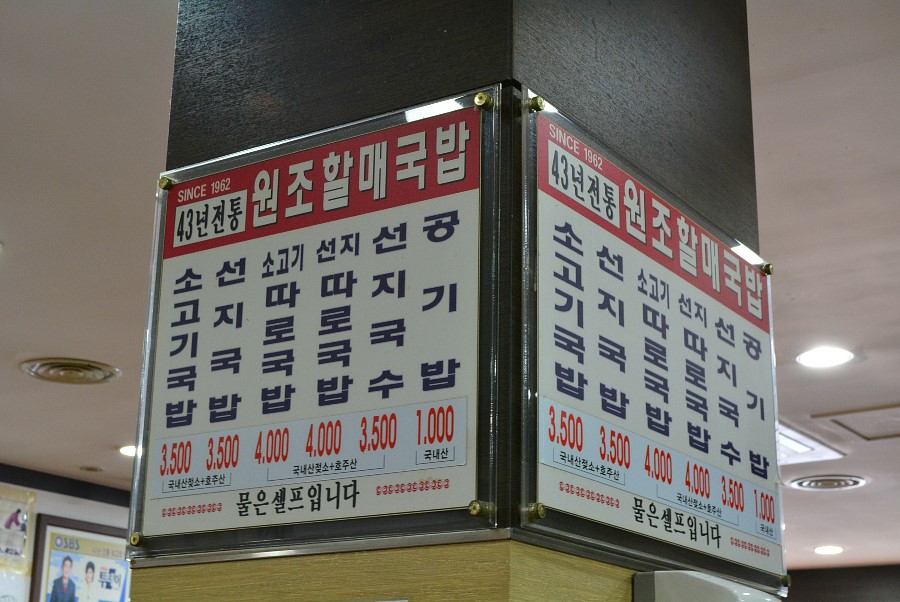 SINCE 1962
43년전통 원조할매국밥
소고기국밥 선지국밥 소고기따로국밥 선지따로국밥 선지국수 공기밥
3.500 3.500 4.000 4.000 3.500 1.000
국내산젖소+호주산 국내산젖소+호주산 국내산
물은셀프입니다
SINCE 1962
43년전통 원조할매국밥
소고기국밥 선지국밥 소고기따로국밥 선지따로국밥 선지국수 공기밥
3.500 3.500 4.000 4.000 3.500 1.000
국내산젖소+호주산 국내산젖소+호주산 국내산
물은셀프입니다
SBS